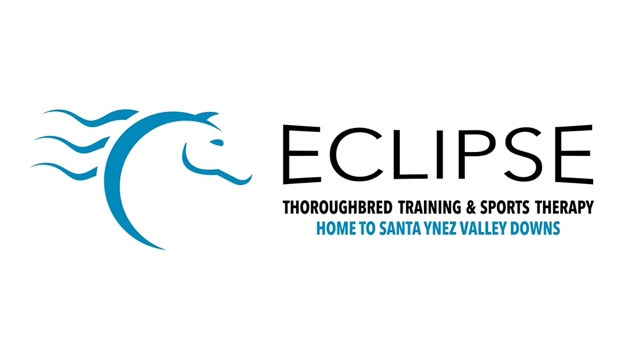 ECLIPSE
THOROUGHBRED TRAINING & SPORTS THERAPY
HOME TO SANTA YNEZ VALLEY DOWNS